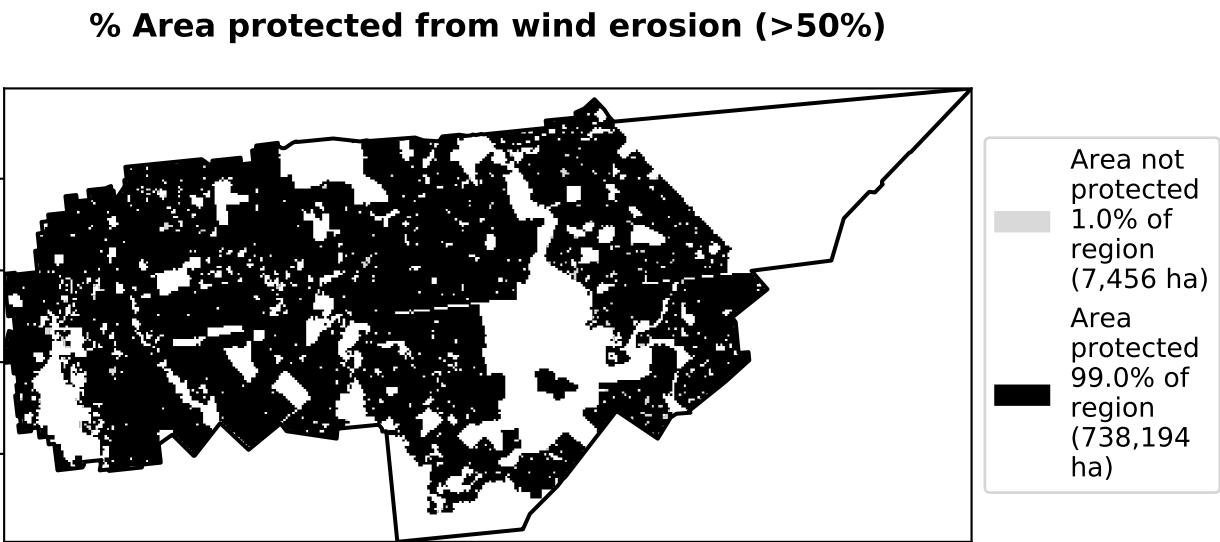 % Area protected from wind erosion (>50%)
Area not
protected
1.0% of
region
(7,456 ha)
Area
protected
99.0% of
region
(738,194
ha)